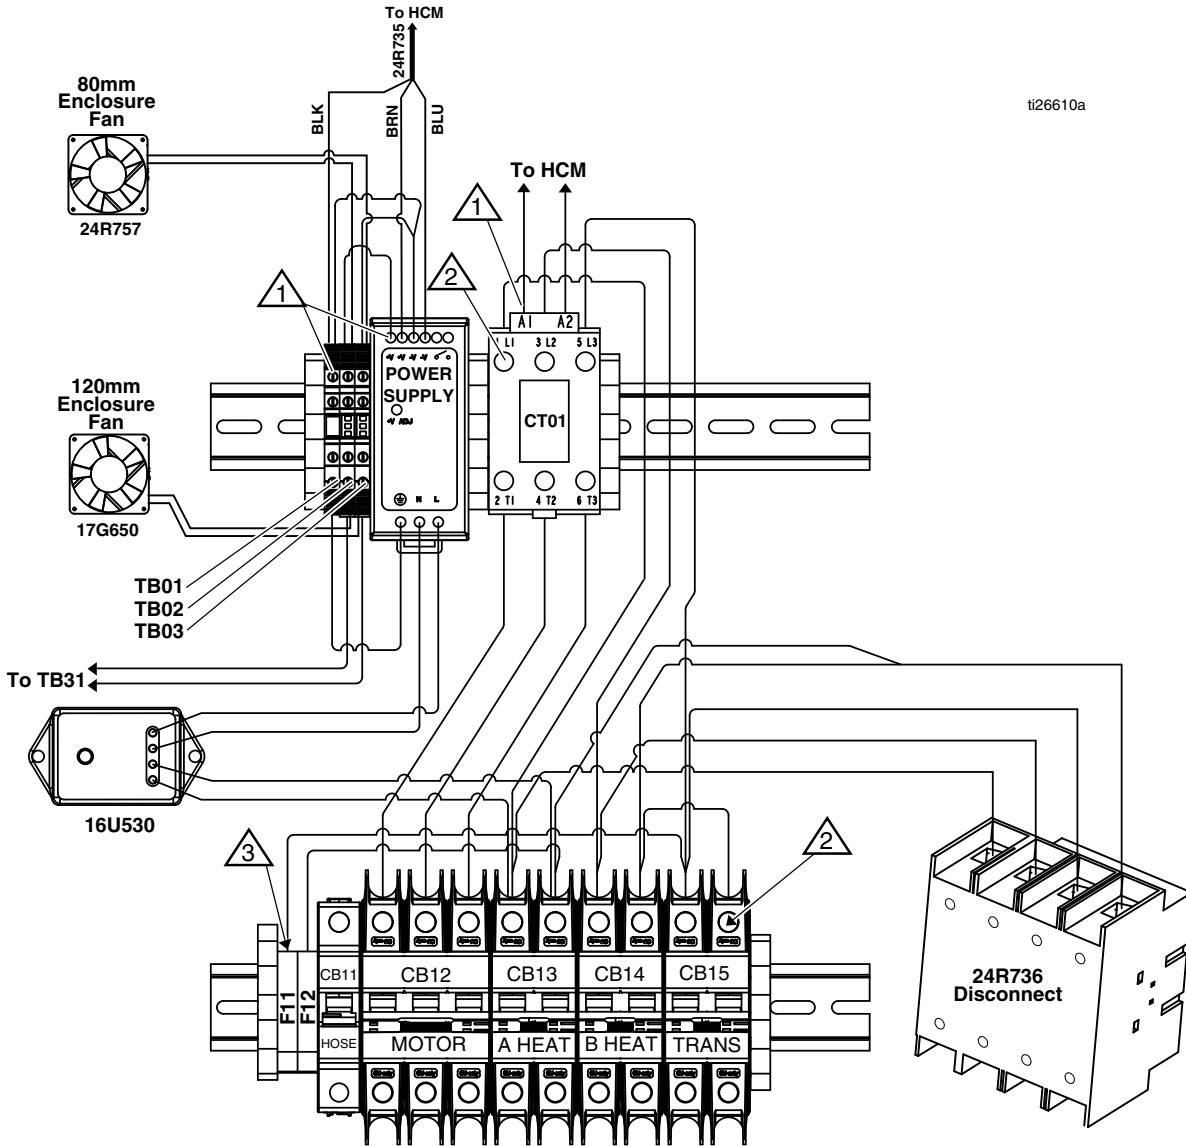 To HCM
24R735
80mm
Enclosure
Fan
BLK
BRN
BLU
ti26610a
24R757
To HCM
1
2
1
A1 A2
1 L1 3 L2 5 L3
+V +V -V -V
POWER
SUPPLY
+V ADJ
CT01
120mm
Enclosure
Fan
17G650
N L
2 T1 4 T2 6 T3
TB01
TB02
TB03
To TB31
16U530
3
2
F11
F12
CB11
CB12
CB13
CB14
CB15
HOSE
MOTOR
A HEAT
B HEAT
TRANS
24R736
Disconnect